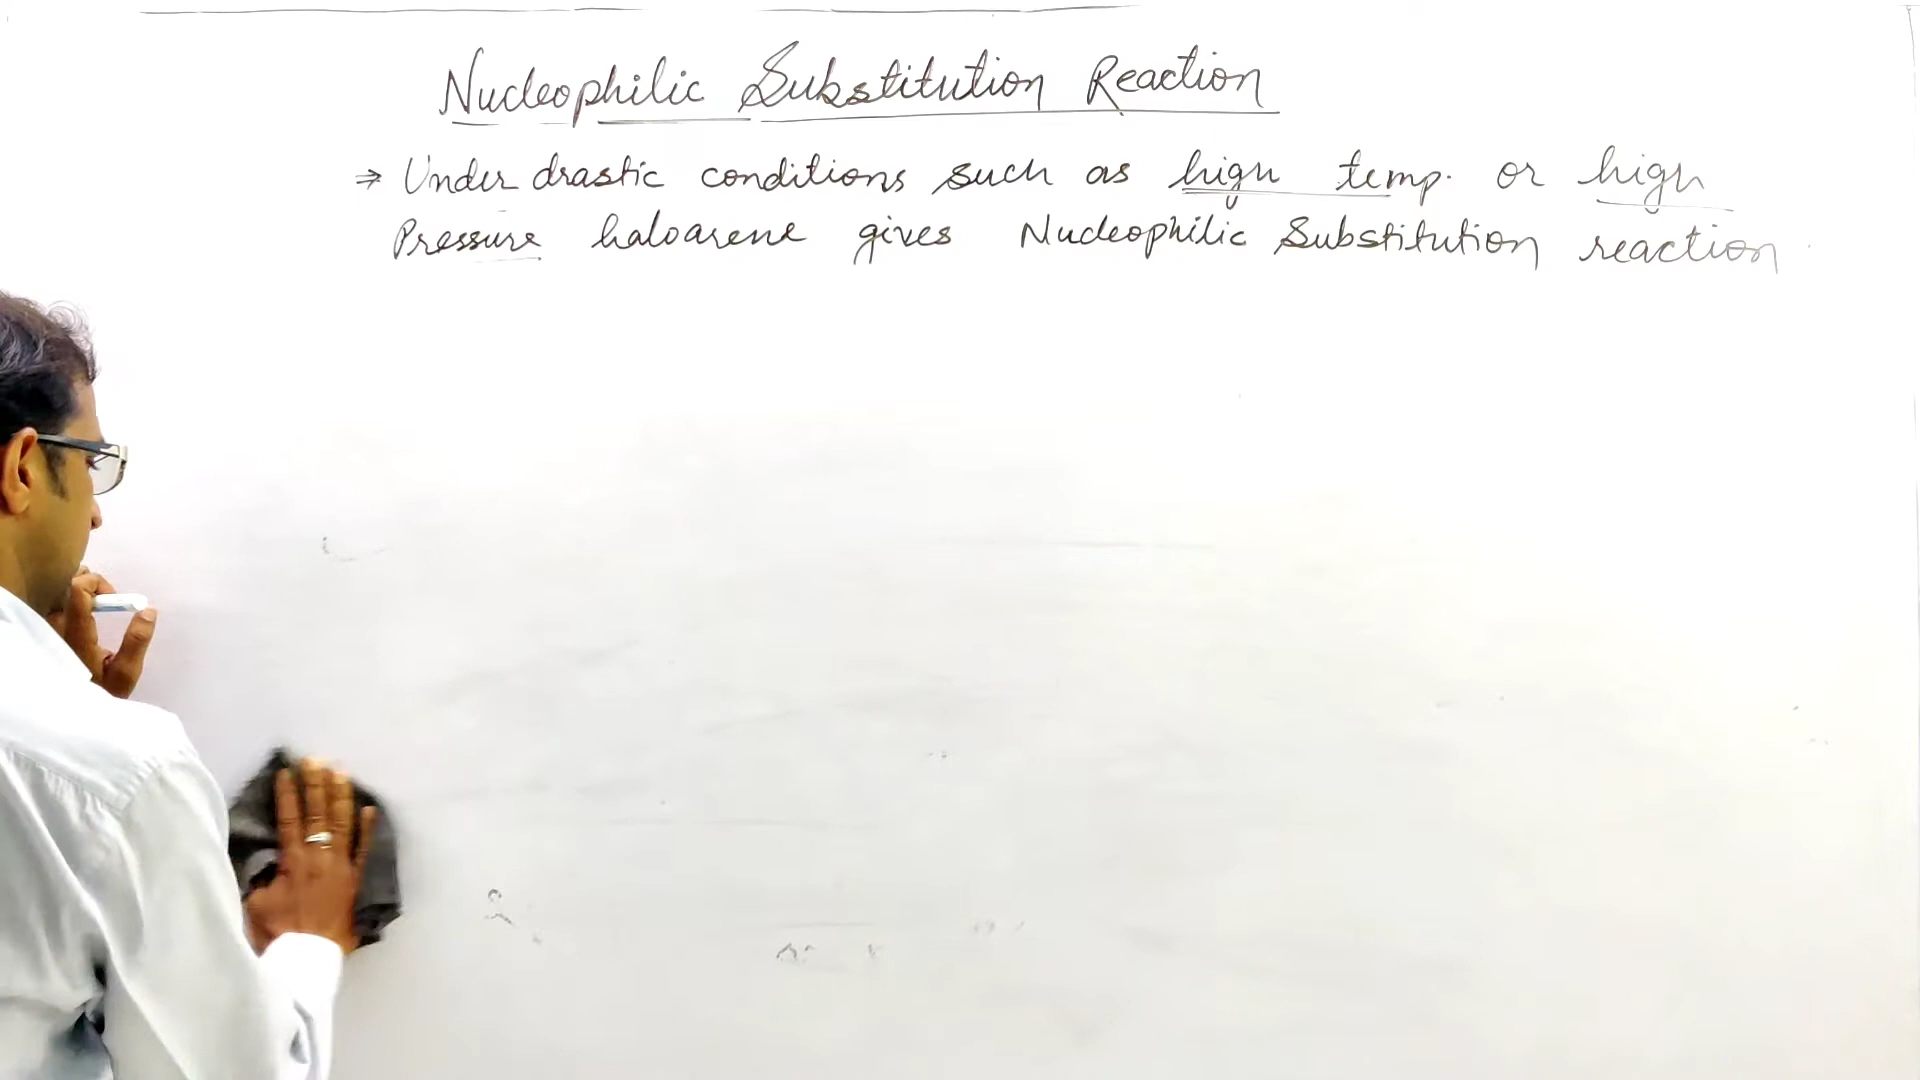 Nucleophilic Substitution Reaction
⇒ Under drastic conditions such as high temp. or high
Pressure haloarene gives Nucleophilic Substitution reaction